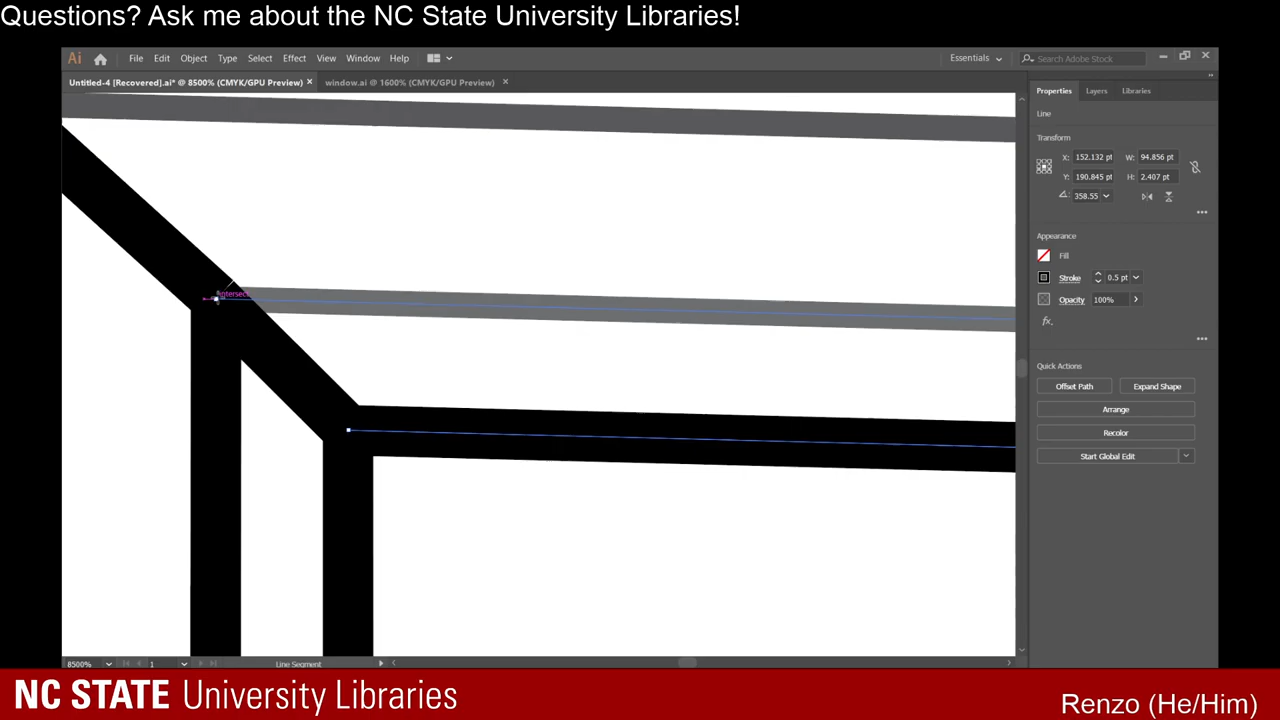 Questions? Ask me about the NC State University Libraries!
Ai File Edit Object Type Select Effect View Window Help Essentials Search Adobe Stock
Untitled-4 [Recovered].ai* @ 8500% (CMYK/GPU Preview) × window.ai @ 1600% (CMYK/GPU Preview) ×
Properties Layers Libraries
Line
Transform
X: 152.132 pt W: 94.856 pt
Y: 190.845 pt H: 2.407 pt
358.55
Appearance
Fill
Stroke 0.5 pt
Opacity 100%
fx.
Quick Actions
Offset Path Expand Shape
Arrange
Recolor
Start Global Edit
intersect
8500% 1 Line Segment
NC STATE University Libraries
Renzo (He/Him)